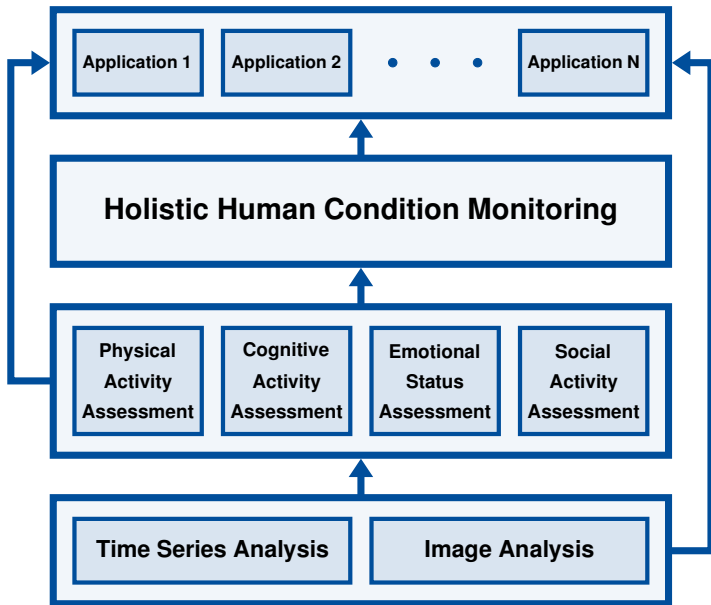 Application 1
Application 2
• • •
Application N
Holistic Human Condition Monitoring
Physical
Activity
Assessment
Cognitive
Activity
Assessment
Emotional
Status
Assessment
Social
Activity
Assessment
Time Series Analysis
Image Analysis